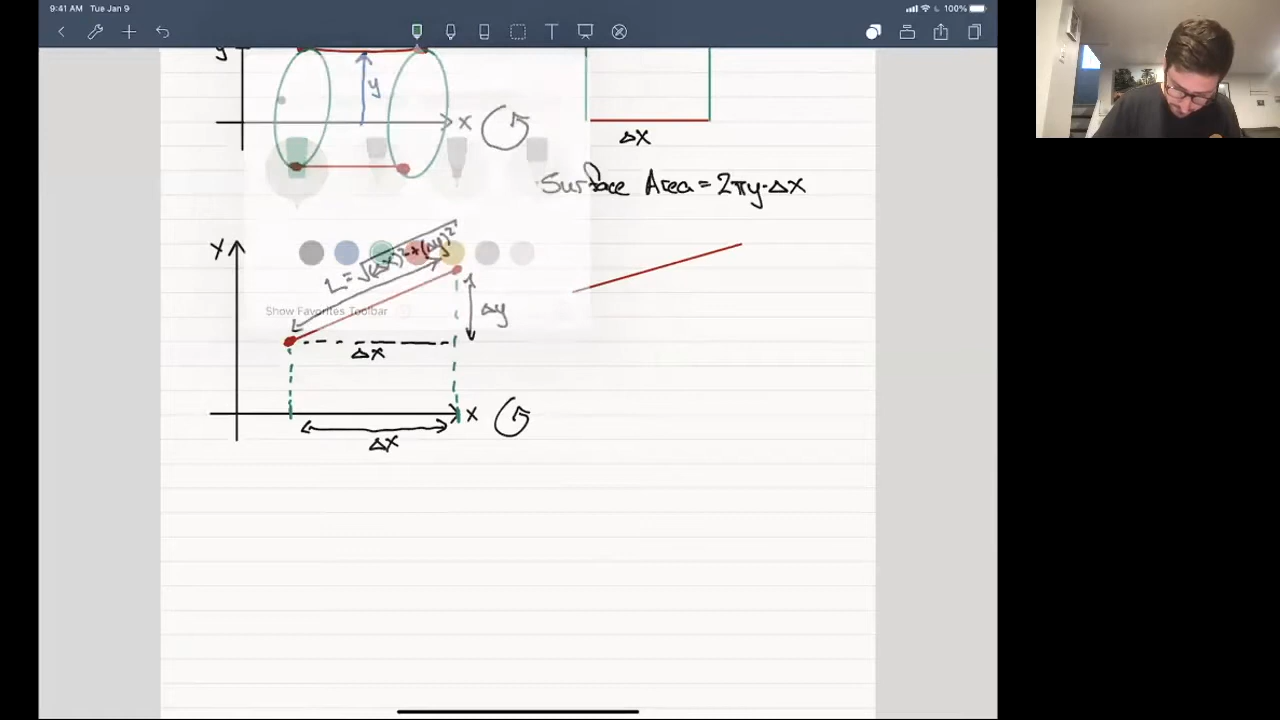 9:41 AM Tue Jan 9
100%
y
y
x
Δx
Surface Area = 2πy·Δx
y
L = √(Δx)² + (Δy)²
Show Favorites Toolbar
Δy
Δx
x
Δx